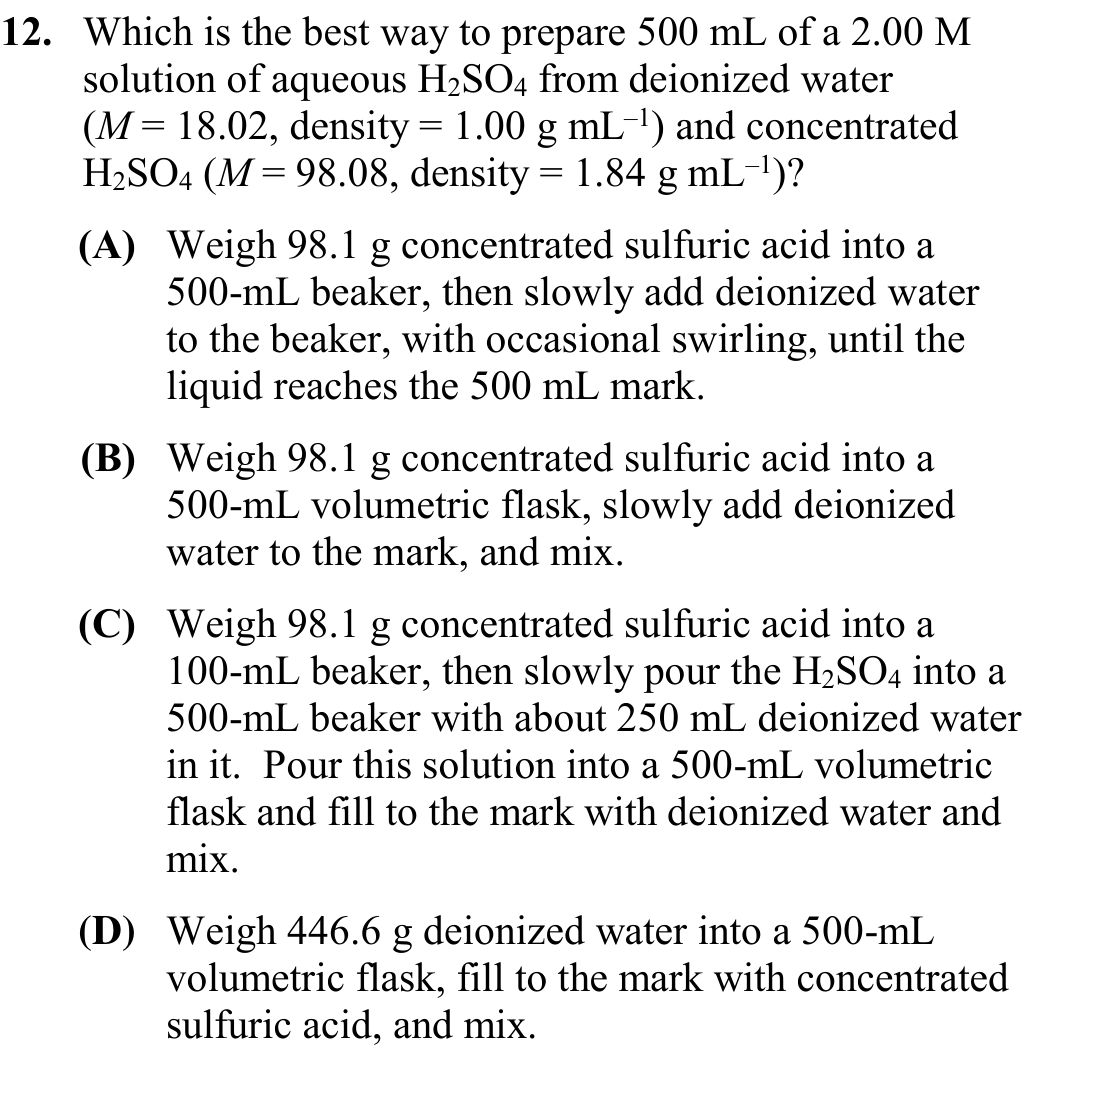 12. Which is the best way to prepare 500 mL of a 2.00 M
solution of aqueous H₂SO₄ from deionized water
(M = 18.02, density = 1.00 g mL⁻¹) and concentrated
H₂SO₄ (M = 98.08, density = 1.84 g mL⁻¹)?
(A) Weigh 98.1 g concentrated sulfuric acid into a
500-mL beaker, then slowly add deionized water
to the beaker, with occasional swirling, until the
liquid reaches the 500 mL mark.
(B) Weigh 98.1 g concentrated sulfuric acid into a
500-mL volumetric flask, slowly add deionized
water to the mark, and mix.
(C) Weigh 98.1 g concentrated sulfuric acid into a
100-mL beaker, then slowly pour the H₂SO₄ into a
500-mL beaker with about 250 mL deionized water
in it.  Pour this solution into a 500-mL volumetric
flask and fill to the mark with deionized water and
mix.
(D) Weigh 446.6 g deionized water into a 500-mL
volumetric flask, fill to the mark with concentrated
sulfuric acid, and mix.